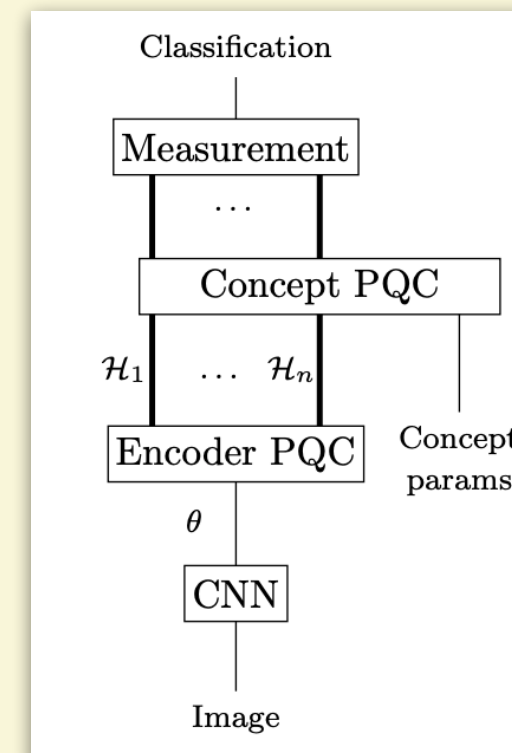 Classification
Measurement
...
Concept PQC
ℋ₁ ... ℋₙ
Encoder PQC
Concept
params
θ
CNN
Image